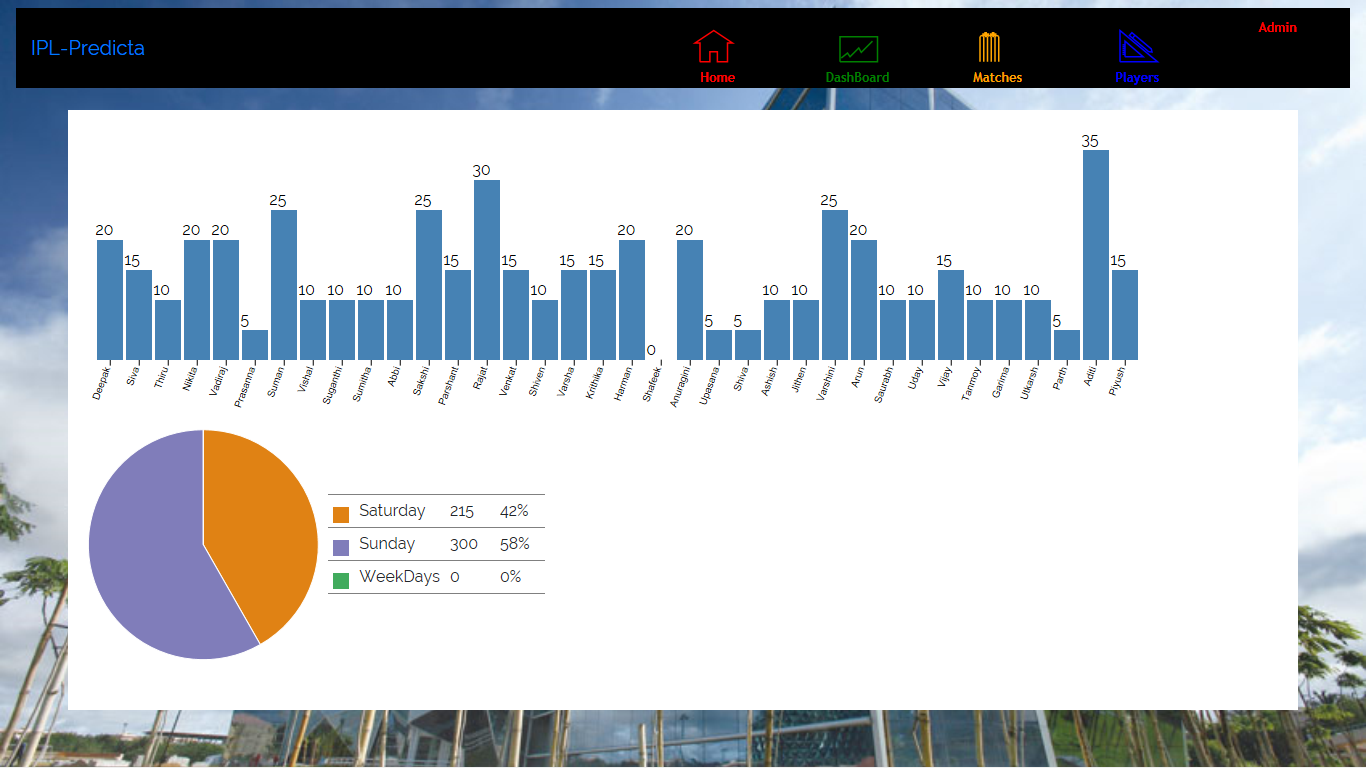 IPL-Predicta
Admin
Home DashBoard Matches Players
35
30
25 25 25
20 20 20 20 20 20
15 15 15 15 15 15 15
10 10 10 10 10 10 10 10 10 10 10 10 10 10
5 5 5 5
0
Deepak Siva Thiru Nikita Vadiraj Prasanna Suman Vishal Suganthi Sumitha Abbi Sakshi Parshant Rajat Venkat Shiven Varsha Krithika Harman Shafeek Anuragini Upasana Shiva Ashish Jithen Varshini Arun Saurabh Uday Vijay Tanmoy Garima Utkarsh Parth Aditi Piyush
Saturday 215 42%
Sunday 300 58%
WeekDays 0 0%